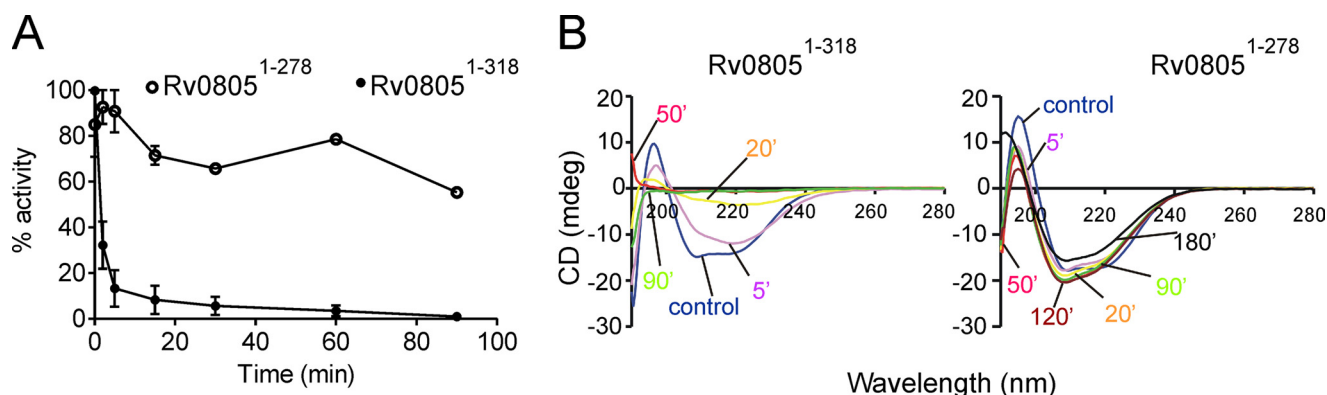 A
Rv0805 1-278
Rv0805 1-318
100
80
60
40
20
0
% activity
0 20 40 60 80 100
Time (min)
B
Rv0805 1-318
20
10
0
-10
-20
-30
CD (mdeg)
50’
20’
200 220 240 260 280
90’
control
5’
Rv0805 1-278
20
10
0
-10
-20
-30
control
5’
200 220 240 260 280
180’
50’
120’
20’
90’
Wavelength (nm)